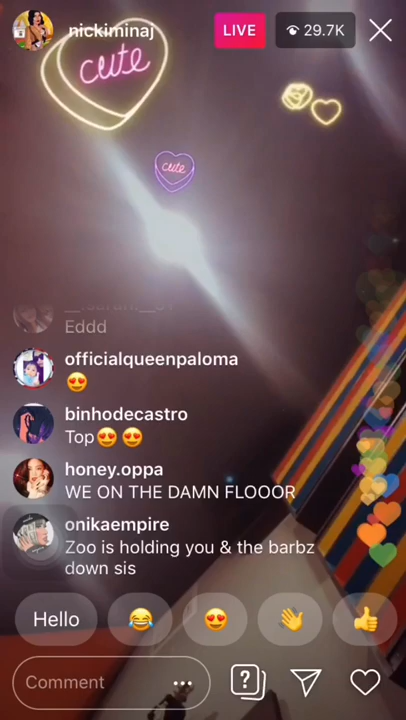 nickiminaj
LIVE
29.7K
cute
cute
Eddd
officialqueenpaloma
😍
binhodecastro
Top😍😍
honey.oppa
WE ON THE DAMN FLOOOR
onikaempire
Zoo is holding you & the barbz
down sis
Hello
Comment